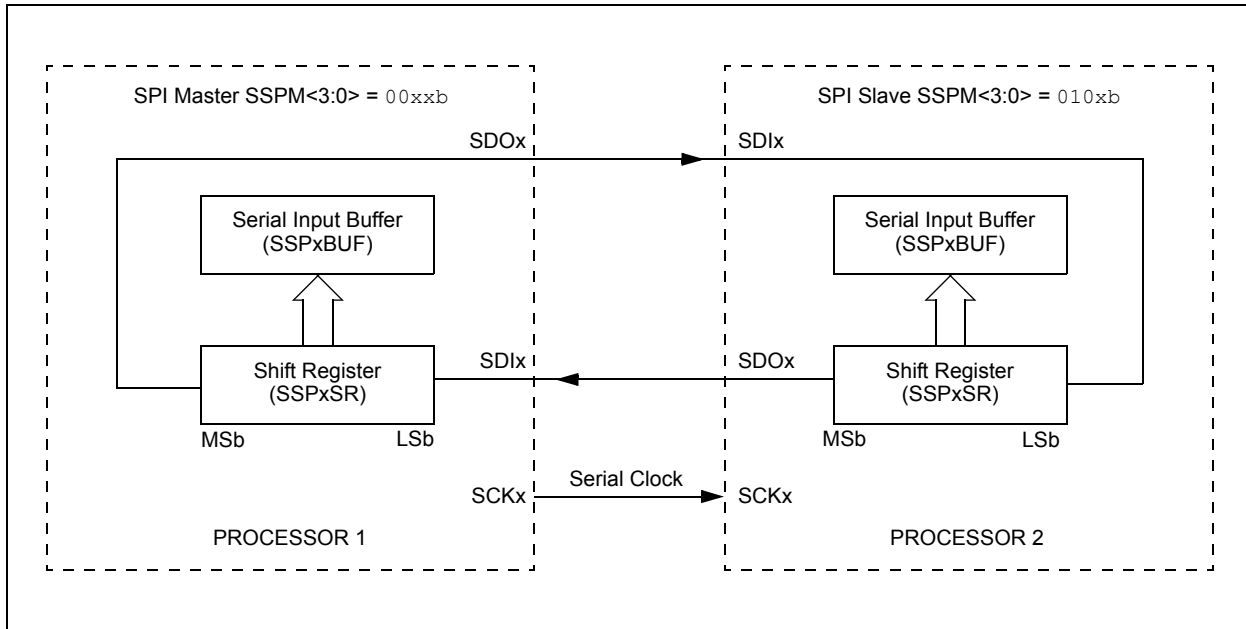 SPI Master SSPM<3:0> = 00xxb
SDOx
Serial Input Buffer
(SSPxBUF)
Shift Register
(SSPxSR)
MSb
LSb
SDIx
SCKx
PROCESSOR 1
Serial Clock
SPI Slave SSPM<3:0> = 010xb
SDIx
Serial Input Buffer
(SSPxBUF)
SDOx
Shift Register
(SSPxSR)
MSb
LSb
SCKx
PROCESSOR 2